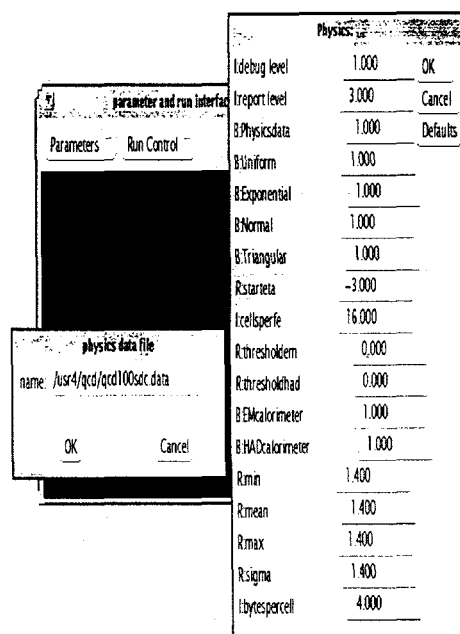 Physics:
I:debug level 1.000 OK
I:report level 3.000 Cancel
B:Physicsdata 1.000 Defaults
B:Uniform 1.000
B:Exponential 1.000
B:Normal 1.000
B:Triangular 1.000
R:starteta -3.000
I:cellsperfe 16.000
R:thresholdem 0.000
R:thresholdhad 0.000
B:EMcalorimeter 1.000
B:HADcalorimeter 1.000
R:min 1.400
R:mean 1.400
R:max 1.400
R:sigma 1.400
I:bytespercell 4.000
parameter and run interfac
Parameters Run Control
physics data file
name: /usr4/qcd/qcd100sdc.data
OK Cancel